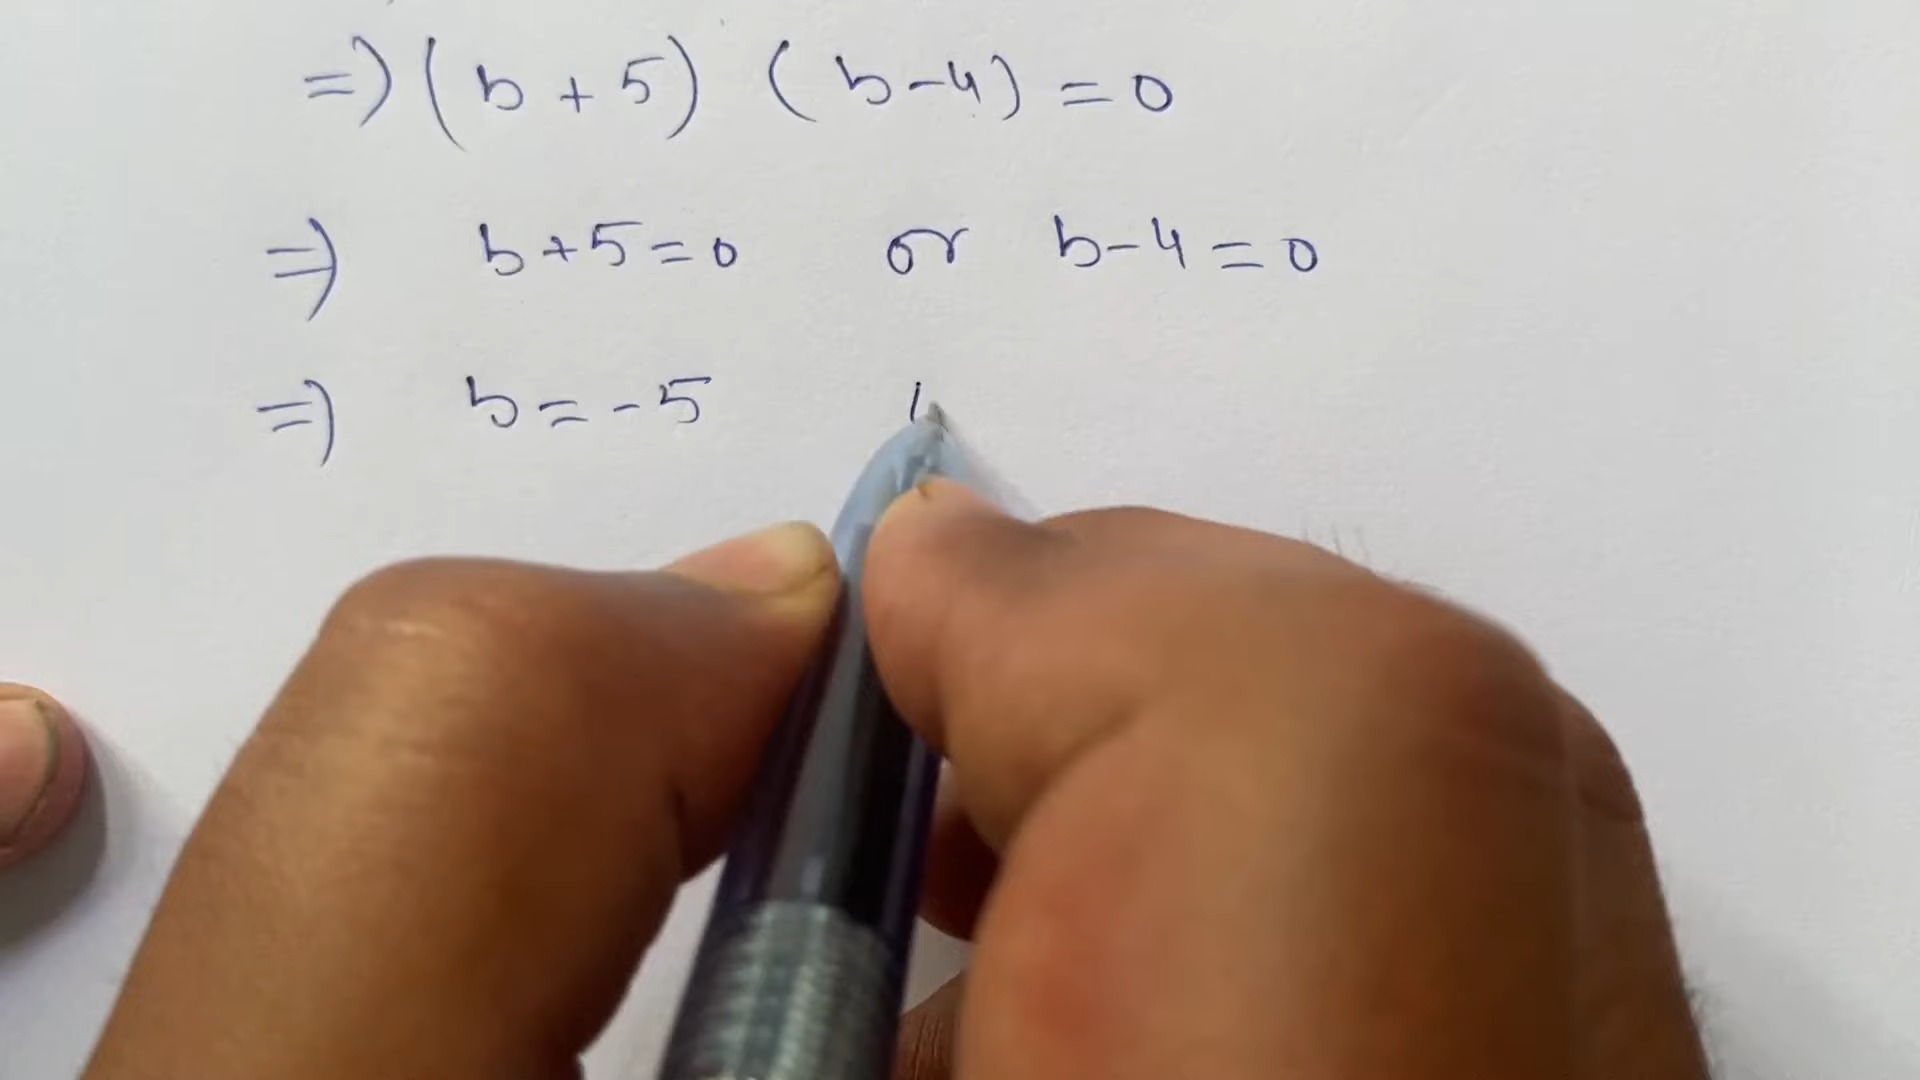 => (b + 5) (b - 4) = 0
=> b + 5 = 0 or b - 4 = 0
=> b = - 5